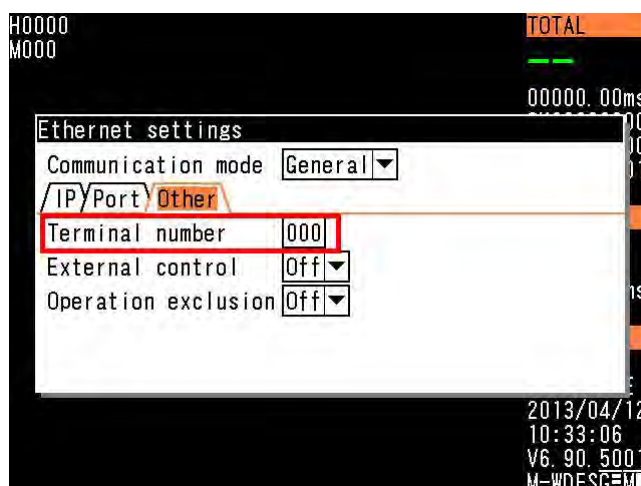 H0000
M000
TOTAL
00000.00ms
Ethernet settings
Communication mode General
IP Port Other
Terminal number 000
External control Off
Operation exclusion Off
2013/04/12
10:33:06
V6.90.5001